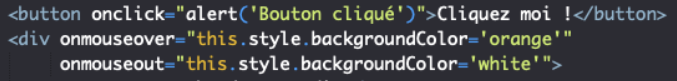 <button onclick="alert('Bouton cliqué')">Cliquez moi !</button>
<div onmouseover="this.style.backgroundColor='orange'"
onmouseout="this.style.backgroundColor='white'">